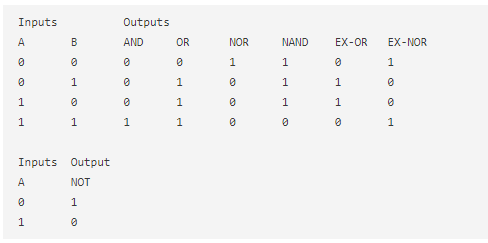 Inputs Outputs
A B AND OR NOR NAND EX-OR EX-NOR
0 0 0 0 1 1 0 1
0 1 0 1 0 1 1 0
1 0 0 1 0 1 1 0
1 1 1 1 0 0 0 1
Inputs Output
A NOT
0 1
1 0